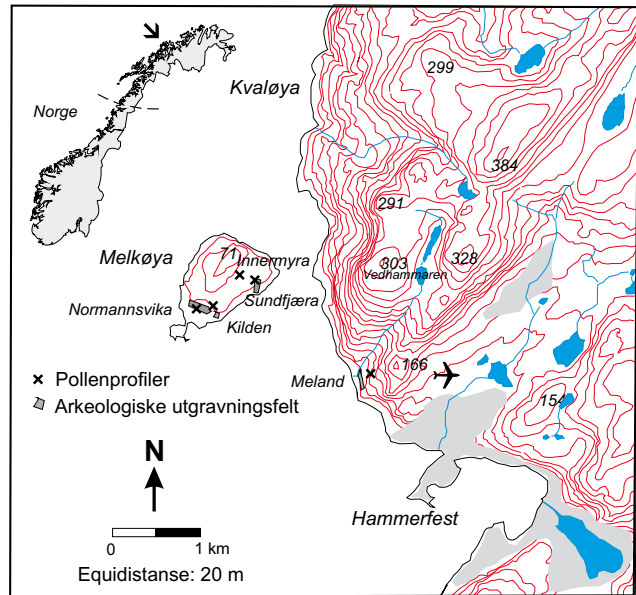 Norge
Kvaløya
299
384
291
303
328
Vedhammaren
Melkøya
71
Innermyra
Sundfjæra
Normannsvika
Kilden
Meland
166
154
Pollenprofiler
Arkeologiske utgravningsfelt
N
0
1 km
Equidistanse: 20 m
Hammerfest